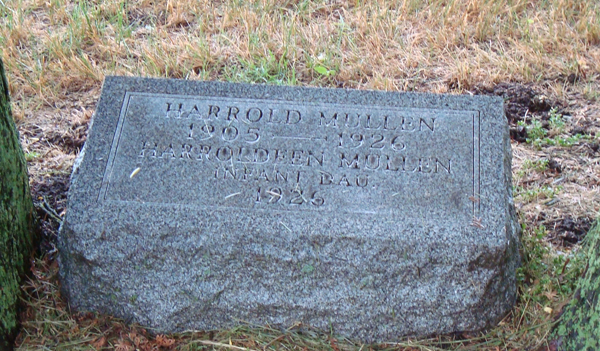 HARROLD MULLEN
1905 — 1926
HARROLDEEN MULLEN
INFANT DAU.
1926